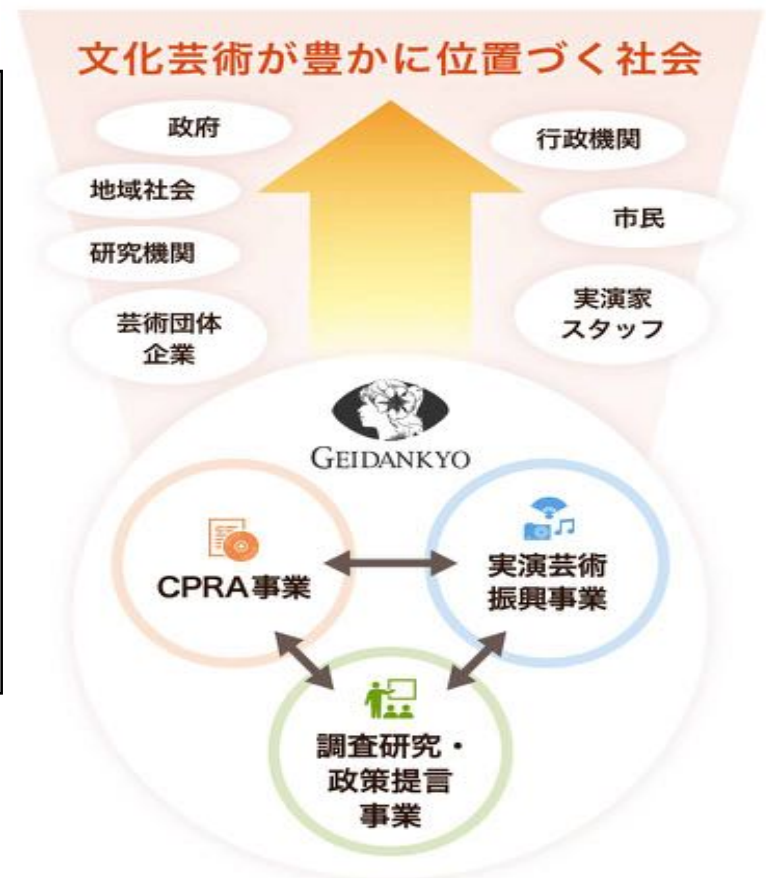 文化芸術が豊かに位置づく社会
政府
地域社会
研究機関
芸術団体
企業
行政機関
市民
実演家
スタッフ
GEIDANKYO
CPRA事業
実演芸術
振興事業
調査研究・
政策提言
事業